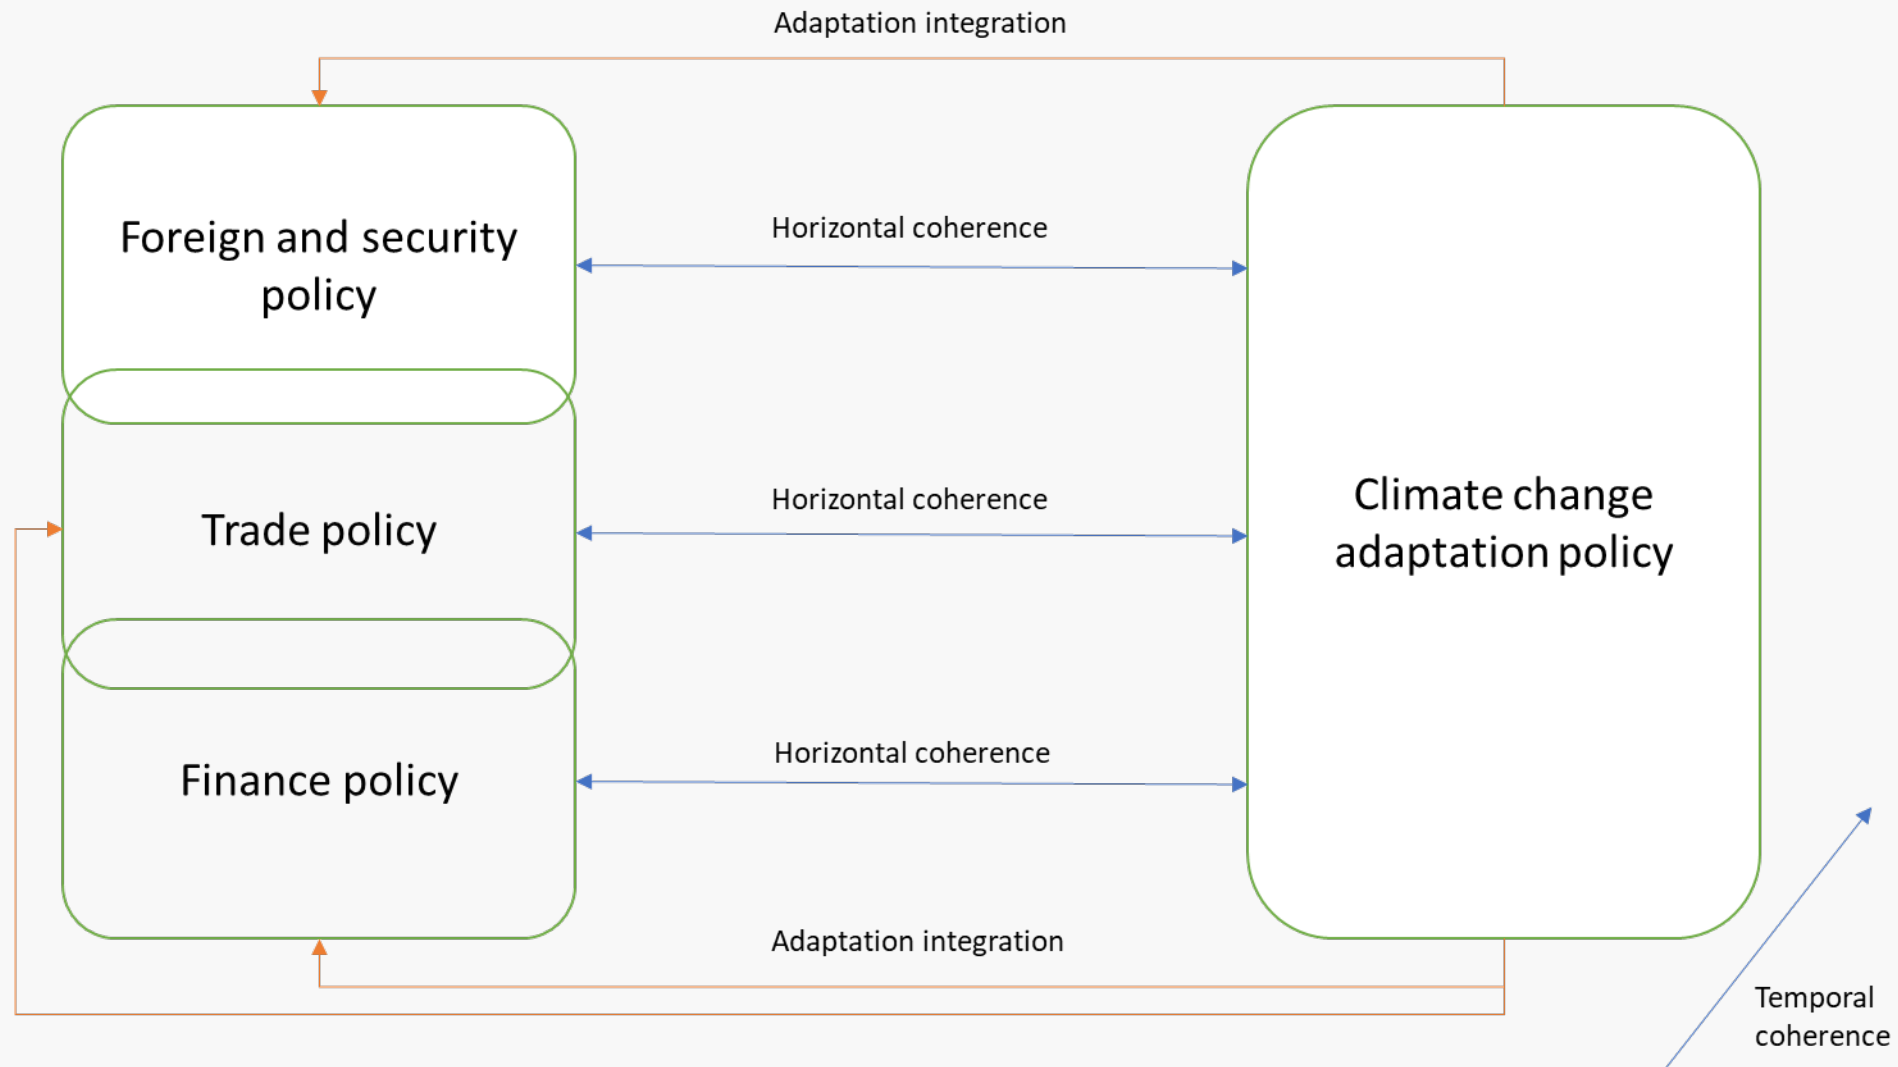 Adaptation integration
Foreign and security
policy
Horizontal coherence
Trade policy
Horizontal coherence
Climate change
adaptation policy
Finance policy
Horizontal coherence
Adaptation integration
Temporal
coherence